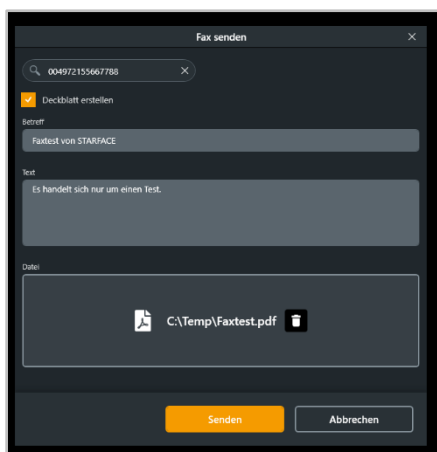 Fax senden
004972155667788
Deckblatt erstellen
Betreff
Faxtest von STARFACE
Text
Es handelt sich nur um einen Test.
Datei
C:\Temp\Faxtest.pdf
Senden
Abbrechen